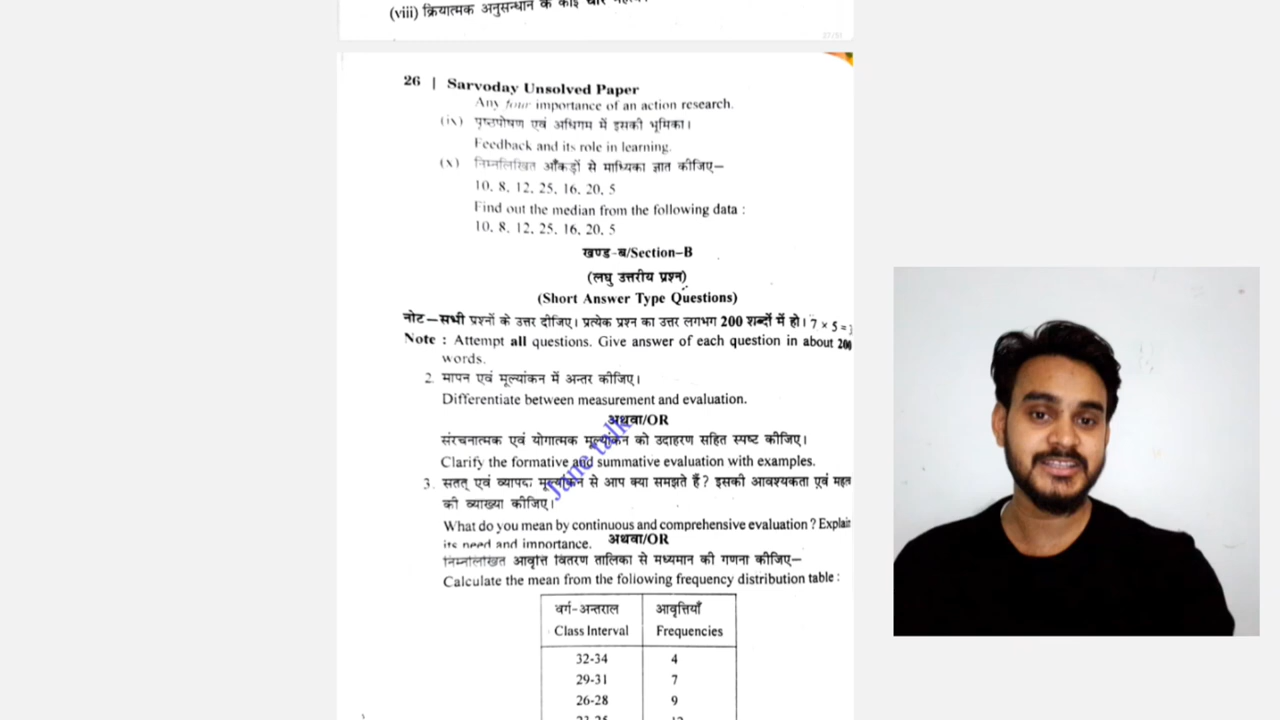 (viii) क्रियात्मक अनुसन्धान के कोई चार
27/51
26 | Sarvoday Unsolved Paper
Any four importance of an action research.
(ix) पृष्ठपोषण एवं अधिगम में इसकी भूमिका।
Feedback and its role in learning.
(x) निम्नलिखित आँकड़ों से माध्यिका ज्ञात कीजिए—
10, 8, 12, 25, 16, 20, 5
Find out the median from the following data :
10, 8, 12, 25, 16, 20, 5
खण्ड-ब/Section–B
(लघु उत्तरीय प्रश्न)
(Short Answer Type Questions)
नोट—सभी प्रश्नों के उत्तर दीजिए। प्रत्येक प्रश्न का उत्तर लगभग 200 शब्दों में हो। 7 × 5 =
Note : Attempt all questions. Give answer of each question in about 200
words.
2. मापन एवं मूल्यांकन में अन्तर कीजिए।
Differentiate between measurement and evaluation.
अथवा/OR
संरचनात्मक एवं योगात्मक मूल्यांकन को उदाहरण सहित स्पष्ट कीजिए।
Clarify the formative and summative evaluation with examples.
Jane talk
3. सतत् एवं व्यापद मूल्यांकन से आप क्या समझते हैं? इसकी आवश्यकता एवं महत्व
की व्याख्या कीजिए।
What do you mean by continuous and comprehensive evaluation ? Explain
its need and importance. अथवा/OR
निम्नलिखित आवृत्ति वितरण तालिका से मध्यमान की गणना कीजिए—
Calculate the mean from the following frequency distribution table :
वर्ग-अन्तराल आवृत्तियाँ
Class Interval Frequencies
32-34 4
29-31 7
26-28 9